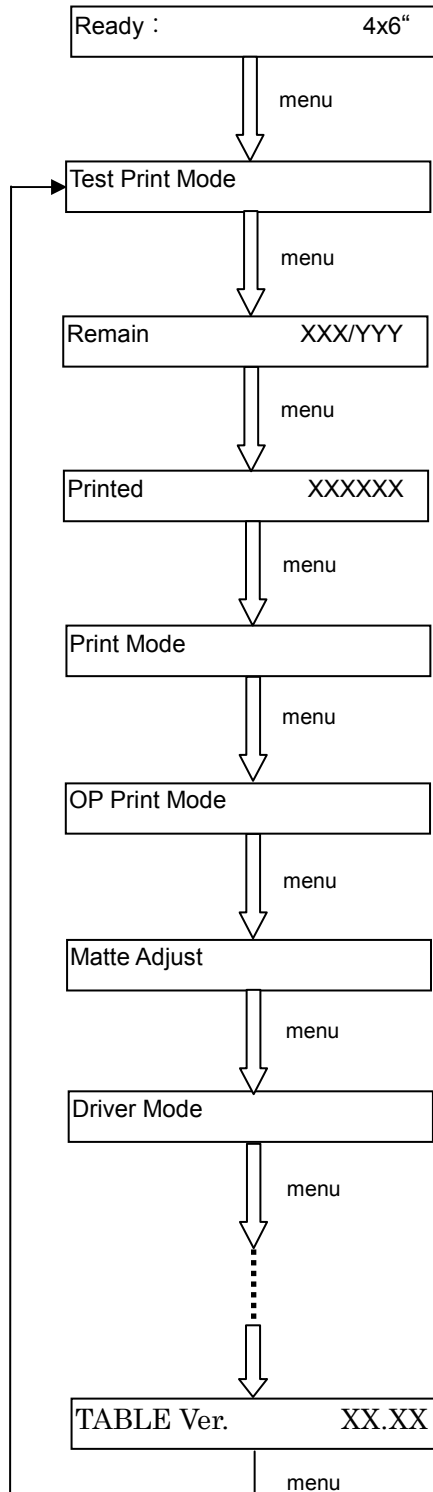 Ready： 4x6“
menu
Test Print Mode
menu
Remain XXX/YYY
menu
Printed XXXXXX
menu
Print Mode
menu
OP Print Mode
menu
Matte Adjust
menu
Driver Mode
menu
TABLE Ver. XX.XX
menu